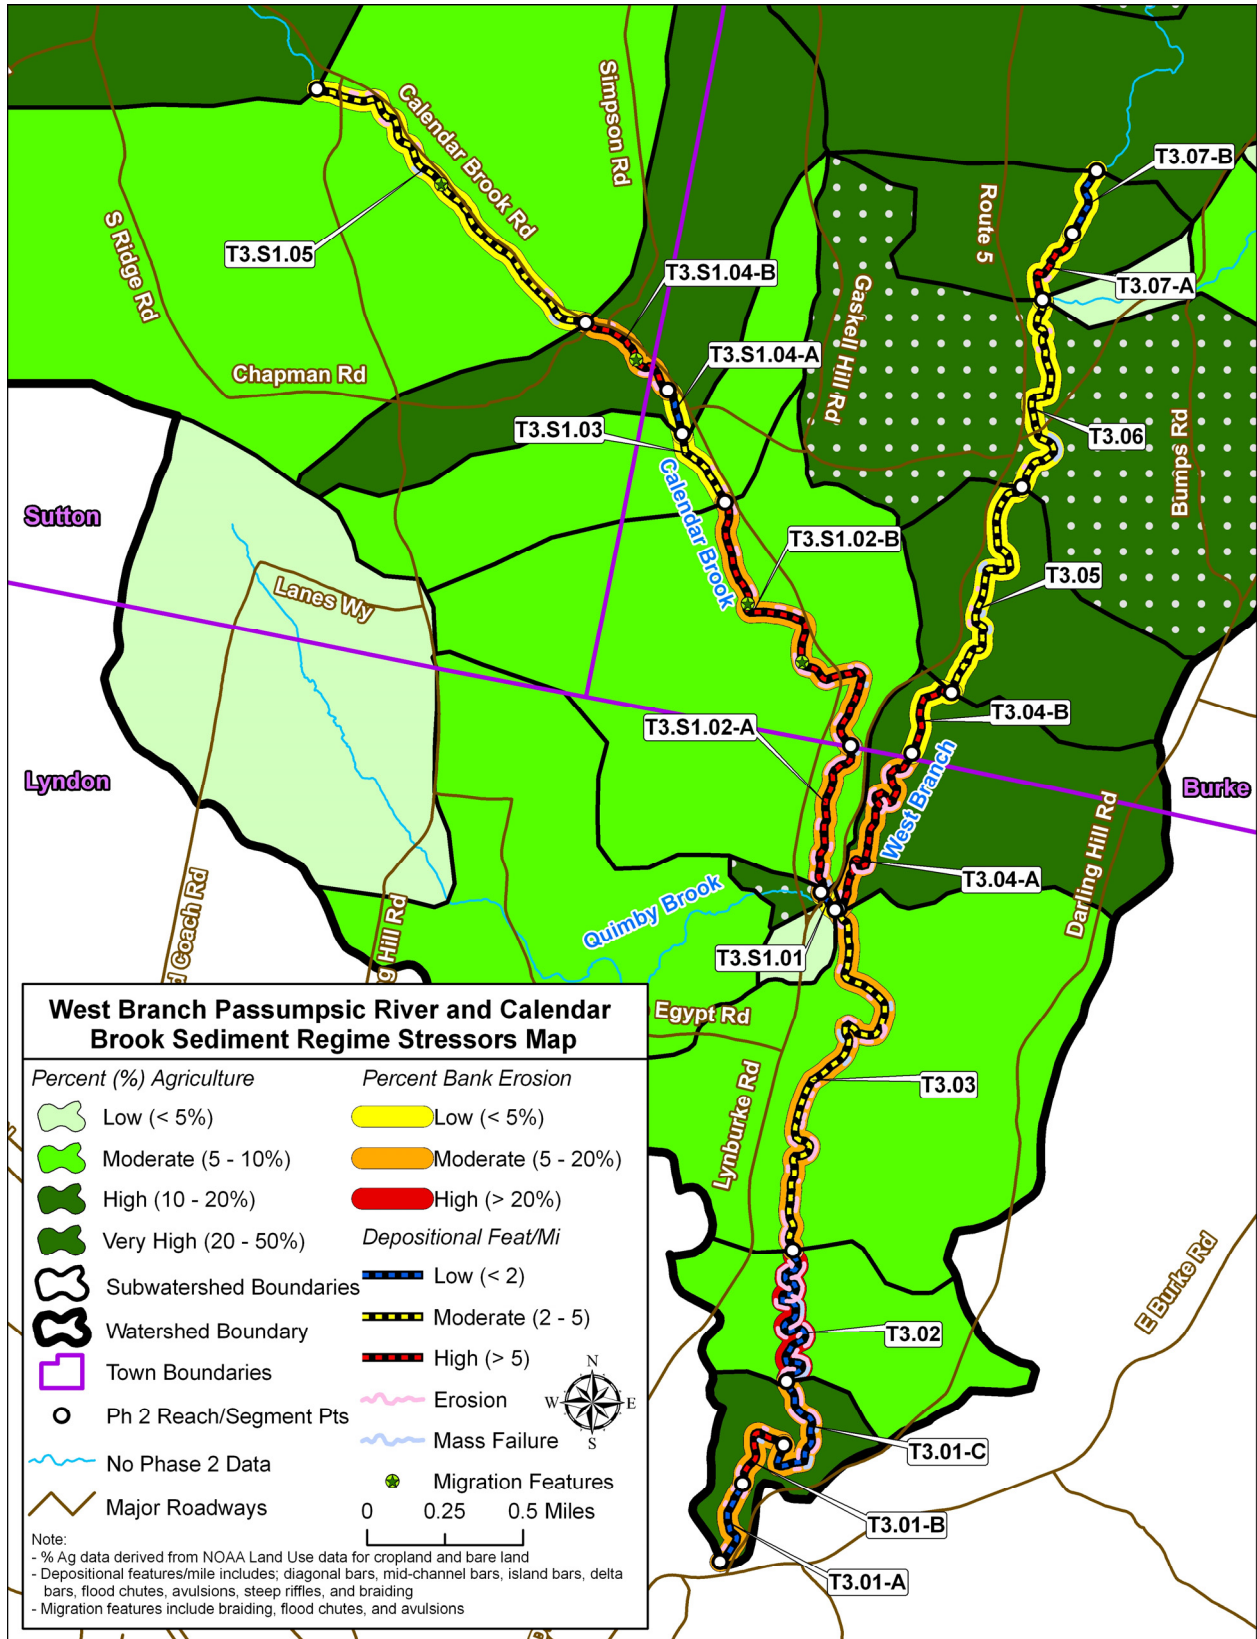 Calendar Brook Rd
Simpson Rd
T3.07-B
Route 5
S Ridge Rd
T3.S1.05
T3.S1.04-B
T3.07-A
Gaskell Hill Rd
T3.S1.04-A
Chapman Rd
T3.S1.03
T3.06
Bumps Rd
Calendar Brook
Sutton
T3.S1.02-B
T3.05
Lanes Wy
T3.04-B
T3.S1.02-A
Lyndon
West Branch
Burke
Darling Hill Rd
T3.04-A
Quimby Brook
d Coach Rd
g Hill Rd
T3.S1.01
Egypt Rd
T3.03
Lynburke Rd
E Burke Rd
T3.02
T3.01-C
T3.01-B
T3.01-A
West Branch Passumpsic River and Calendar
Brook Sediment Regime Stressors Map
Percent (%) Agriculture
Low (< 5%)
Moderate (5 - 10%)
High (10 - 20%)
Very High (20 - 50%)
Subwatershed Boundaries
Watershed Boundary
Town Boundaries
Ph 2 Reach/Segment Pts
No Phase 2 Data
Major Roadways
Percent Bank Erosion
Low (< 5%)
Moderate (5 - 20%)
High (> 20%)
Depositional Feat/Mi
Low (< 2)
Moderate (2 - 5)
High (> 5)
Erosion
Mass Failure
Migration Features
N
W E
S
0 0.25 0.5 Miles
Note:
- % Ag data derived from NOAA Land Use data for cropland and bare land
- Depositional features/mile includes; diagonal bars, mid-channel bars, island bars, delta
bars, flood chutes, avulsions, steep riffles, and braiding
- Migration features include braiding, flood chutes, and avulsions